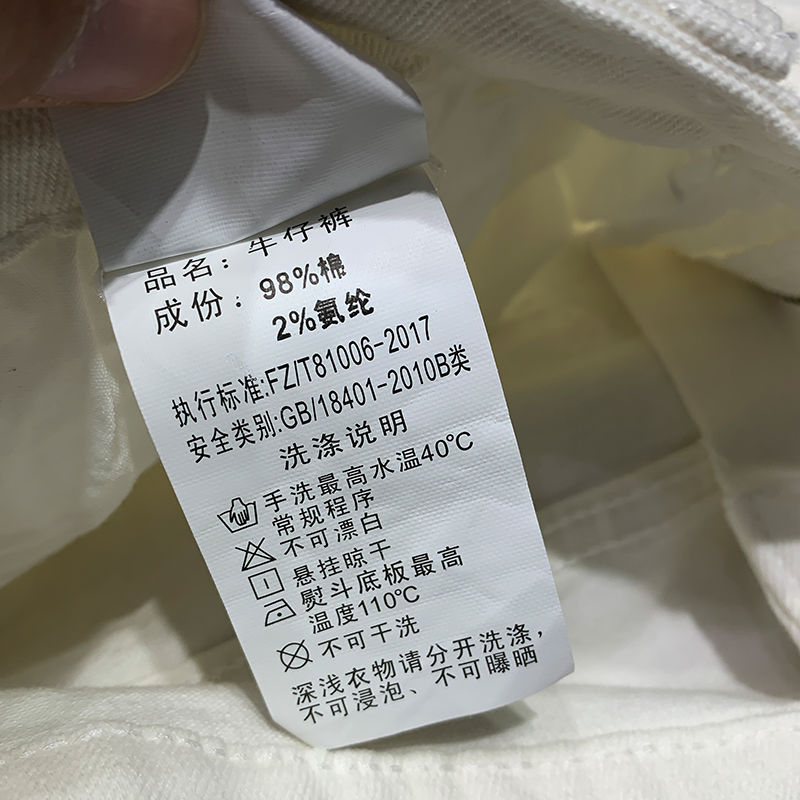 品名：牛仔裤
成份：98%棉
2%氨纶
执行标准:FZ/T81006-2017
安全类别:GB/18401-2010B类
洗涤说明
手洗最高水温40℃
常规程序
不可漂白
悬挂晾干
熨斗底板最高
温度110℃
不可干洗
深浅衣物请分开洗涤，
不可浸泡、不可曝晒